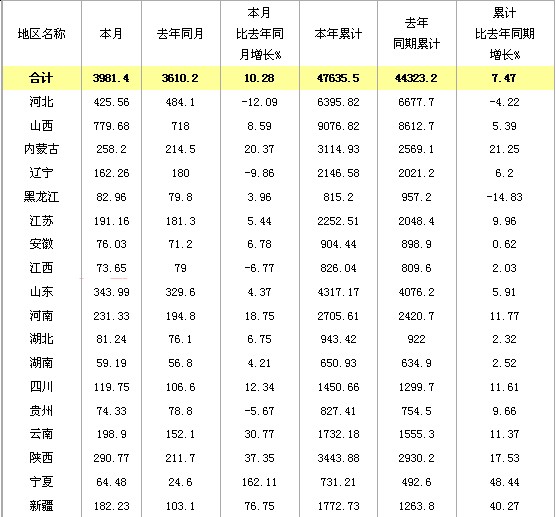 地区名称 本月 去年同月 本月比去年同月增长% 本年累计 去年同期累计 累计比去年同期增长%
合计 3981.4 3610.2 10.28 47635.5 44323.2 7.47
河北 425.56 484.1 -12.09 6395.82 6677.7 -4.22
山西 779.68 718 8.59 9076.82 8612.7 5.39
内蒙古 258.2 214.5 20.37 3114.93 2569.1 21.25
辽宁 162.26 180 -9.86 2146.58 2021.2 6.2
黑龙江 82.96 79.8 3.96 815.2 957.2 -14.83
江苏 191.16 181.3 5.44 2252.51 2048.4 9.96
安徽 76.03 71.2 6.78 904.44 898.9 0.62
江西 73.65 79 -6.77 826.04 809.6 2.03
山东 343.99 329.6 4.37 4317.17 4076.2 5.91
河南 231.33 194.8 18.75 2705.61 2420.7 11.77
湖北 81.24 76.1 6.75 943.42 922 2.32
湖南 59.19 56.8 4.21 650.93 634.9 2.52
四川 119.75 106.6 12.34 1450.66 1299.7 11.61
贵州 74.33 78.8 -5.67 827.41 754.5 9.66
云南 198.9 152.1 30.77 1732.18 1555.3 11.37
陕西 290.77 211.7 37.35 3443.88 2930.2 17.53
宁夏 64.48 24.6 162.11 731.21 492.6 48.44
新疆 182.23 103.1 76.75 1772.73 1263.8 40.27